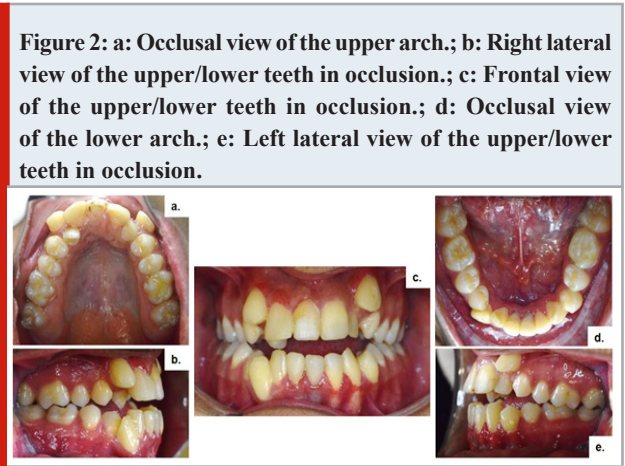 Figure 2: a: Occlusal view of the upper arch.; b: Right lateral
view of the upper/lower teeth in occlusion.; c: Frontal view
of the upper/lower teeth in occlusion.; d: Occlusal view
of the lower arch.; e: Left lateral view of the upper/lower
teeth in occlusion.
a.
b.
c.
d.
e.